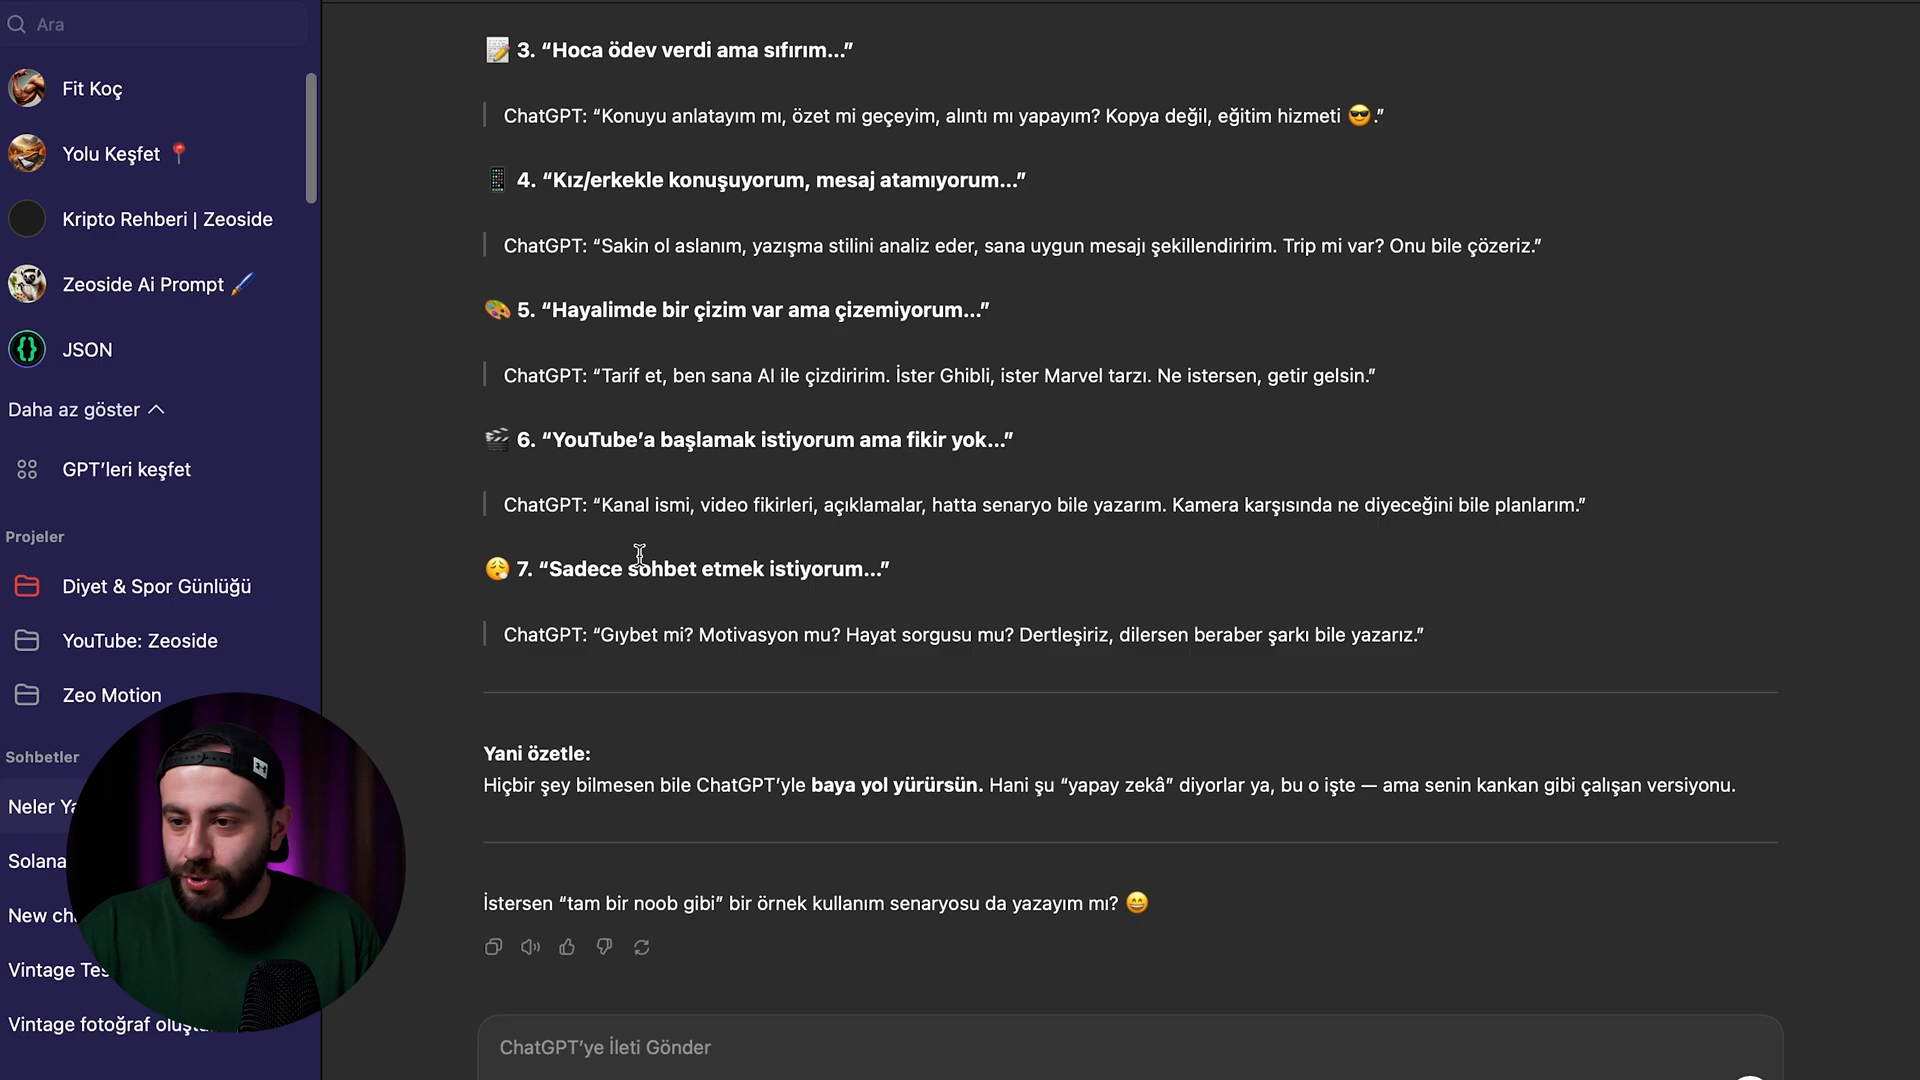 Ara
Fit Koç
Yolu Keşfet 📍
Kripto Rehberi | Zeoside
Zeoside Ai Prompt 🖌️
JSON
Daha az göster
GPT’leri keşfet
Projeler
Diyet & Spor Günlüğü
YouTube: Zeoside
Zeo Motion
Sohbetler
Neler
Solana
New
Vintage
Vintage fotoğraf
📝 3. “Hoca ödev verdi ama sıfırım...”
ChatGPT: “Konuyu anlatayım mı, özet mi geçeyim, alıntı mı yapayım? Kopya değil, eğitim hizmeti 😎.”
📱 4. “Kız/erkekle konuşuyorum, mesaj atamıyorum...”
ChatGPT: “Sakin ol aslanım, yazışma stilini analiz eder, sana uygun mesajı şekillendiririm. Trip mi var? Onu bile çözeriz.”
🎨 5. “Hayalimde bir çizim var ama çizemiyorum...”
ChatGPT: “Tarif et, ben sana AI ile çizdiririm. İster Ghibli, ister Marvel tarzı. Ne istersen, getir gelsin.”
🎬 6. “YouTube’a başlamak istiyorum ama fikir yok...”
ChatGPT: “Kanal ismi, video fikirleri, açıklamalar, hatta senaryo bile yazarım. Kamera karşısında ne diyeceğini bile planlarım.”
😮‍💨 7. “Sadece sohbet etmek istiyorum...”
ChatGPT: “Gıybet mi? Motivasyon mu? Hayat sorgusu mu? Dertleşiriz, dilersen beraber şarkı bile yazarız.”
Yani özetle:
Hiçbir şey bilmesen bile ChatGPT’yle baya yol yürürsün. Hani şu “yapay zekâ” diyorlar ya, bu o işte — ama senin kankan gibi çalışan versiyonu.
İstersen “tam bir noob gibi” bir örnek kullanım senaryosu da yazayım mı? 😄
ChatGPT’ye İleti Gönder